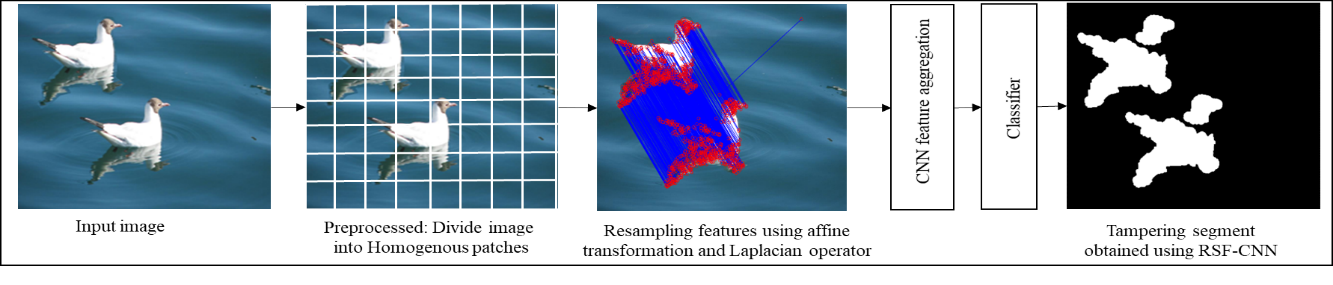 Input image
Preprocessed: Divide image
into Homogenous patches
Resampling features using affine
transformation and Laplacian operator
CNN feature aggregation
Classifier
Tampering segment
obtained using RSF-CNN